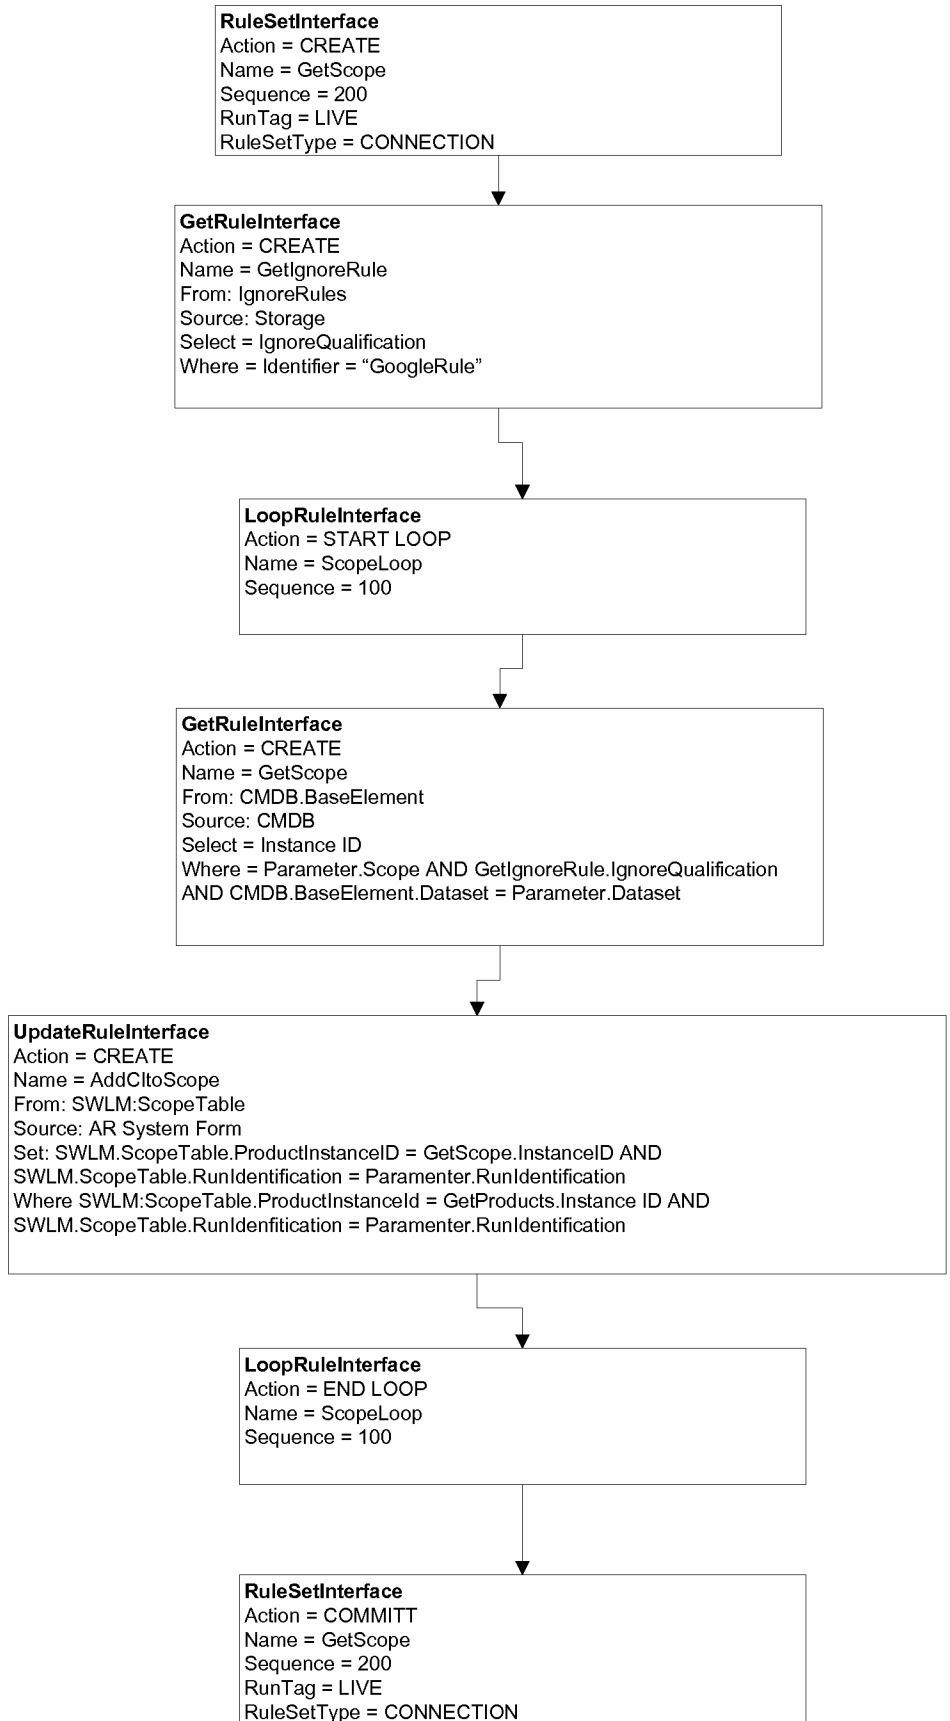 RuleSetInterface
Action = CREATE
Name = GetScope
Sequence = 200
RunTag = LIVE
RuleSetType = CONNECTION
GetRuleInterface
Action = CREATE
Name = GetIgnoreRule
From: IgnoreRules
Source: Storage
Select = IgnoreQualification
Where = Identifier = “GoogleRule”
LoopRuleInterface
Action = START LOOP
Name = ScopeLoop
Sequence = 100
GetRuleInterface
Action = CREATE
Name = GetScope
From: CMDB.BaseElement
Source: CMDB
Select = Instance ID
Where = Parameter.Scope AND GetIgnoreRule.IgnoreQualification
AND CMDB.BaseElement.Dataset = Parameter.Dataset
UpdateRuleInterface
Action = CREATE
Name = AddCItoScope
From: SWLM:ScopeTable
Source: AR System Form
Set: SWLM.ScopeTable.ProductInstanceID = GetScope.InstanceID AND
SWLM.ScopeTable.RunIdentification = Paramenter.RunIdentification
Where SWLM:ScopeTable.ProductInstanceId = GetProducts.Instance ID AND
SWLM.ScopeTable.RunIdenfitication = Paramenter.RunIdentification
LoopRuleInterface
Action = END LOOP
Name = ScopeLoop
Sequence = 100
RuleSetInterface
Action = COMMITT
Name = GetScope
Sequence = 200
RunTag = LIVE
RuleSetType = CONNECTION